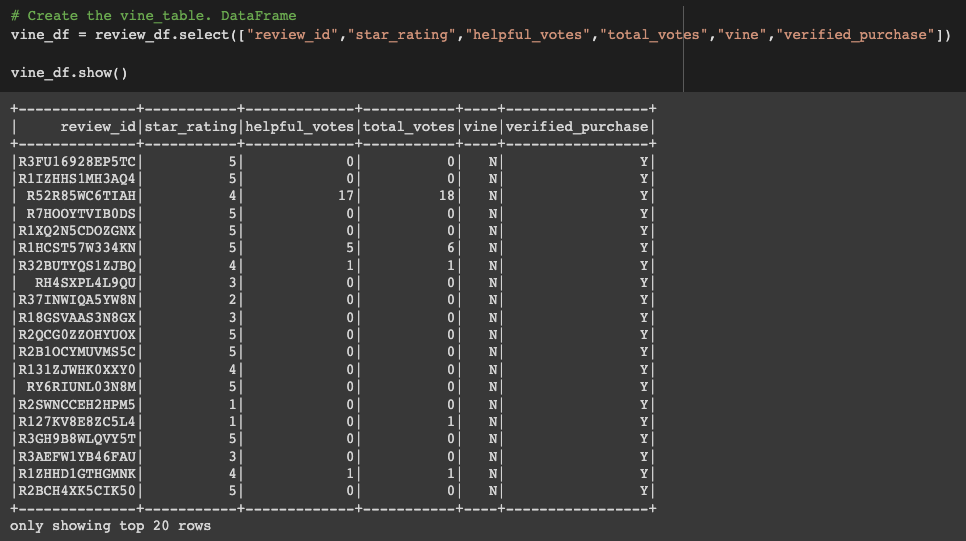 # Create the vine_table. DataFrame
vine_df = review_df.select(["review_id","star_rating","helpful_votes","total_votes","vine","verified_purchase"])
vine_df.show()
+--------------+-----------+-------------+-----------+----+-----------------+
|     review_id|star_rating|helpful_votes|total_votes|vine|verified_purchase|
+--------------+-----------+-------------+-----------+----+-----------------+
|R3FU16928EP5TC|          5|            0|          0|   N|                Y|
|R1IZHHS1MH3AQ4|          5|            0|          0|   N|                Y|
| R52R85WC6TIAH|          4|           17|         18|   N|                Y|
| R7HOOYTVIB0DS|          5|            0|          0|   N|                Y|
|R1XQ2N5CDOZGNX|          5|            0|          0|   N|                Y|
|R1HCST57W334KN|          5|            5|          6|   N|                Y|
|R32BUTYQS1ZJBQ|          4|            1|          1|   N|                Y|
|  RH4SXPL4L9QU|          3|            0|          0|   N|                Y|
|R37INWIQA5YW8N|          2|            0|          0|   N|                Y|
|R18GSVAAS3N8GX|          3|            0|          0|   N|                Y|
|R2QCG0ZZOHYUOX|          5|            0|          0|   N|                Y|
|R2B1OCYMUVMS5C|          5|            0|          0|   N|                Y|
|R131ZJWHK0XXY0|          4|            0|          0|   N|                Y|
| RY6RIUNL03N8M|          5|            0|          0|   N|                Y|
|R2SWNCCEH2HPM5|          1|            0|          0|   N|                Y|
|R127KV8E8ZC5L4|          1|            0|          1|   N|                Y|
|R3GH9B8WLQVY5T|          5|            0|          0|   N|                Y|
|R3AEFW1YB46FAU|          3|            0|          0|   N|                Y|
|R1ZHHD1GTHGMNK|          4|            1|          1|   N|                Y|
|R2BCH4XK5CIK50|          5|            0|          0|   N|                Y|
+--------------+-----------+-------------+-----------+----+-----------------+
only showing top 20 rows